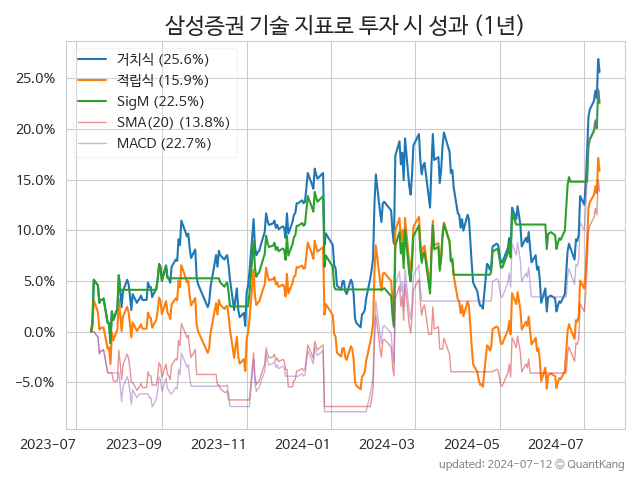 삼성증권 기술 지표로 투자 시 성과 (1년)
거치식 (25.6%)
적립식 (15.9%)
SigM (22.5%)
SMA(20) (13.8%)
MACD (22.7%)
25.0%
20.0%
15.0%
10.0%
5.0%
0.0%
−5.0%
2023-07 2023-09 2023-11 2024-01 2024-03 2024-05 2024-07
updated: 2024-07-12 © QuantKang